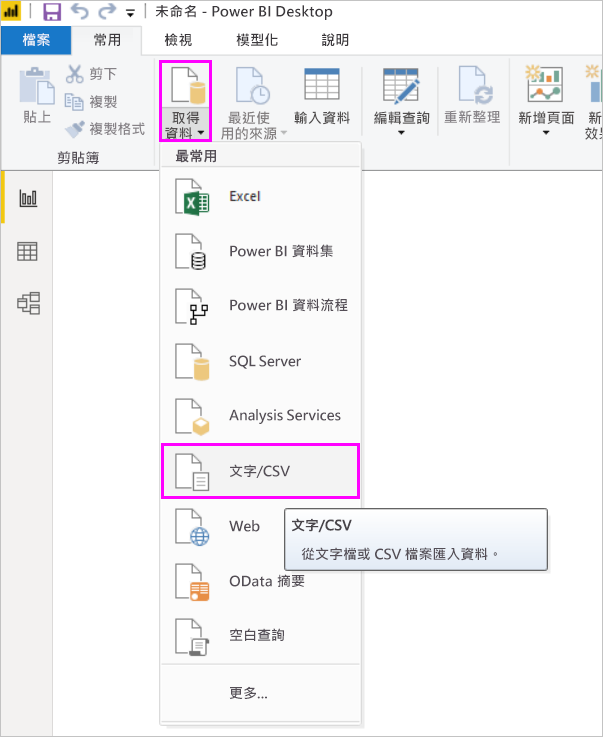 未命名 - Power BI Desktop
檔案 常用 檢視 模型化 說明
貼上
剪下
複製
複製格式
剪貼簿
取得
資料
最近使
用的來源
輸入資料
編輯查詢
重新整理
新增頁面
新
效
最常用
Excel
Power BI 資料集
Power BI 資料流程
SQL Server
Analysis Services
文字/CSV
Web
文字/CSV
從文字檔或 CSV 檔案匯入資料。
OData 摘要
空白查詢
更多...